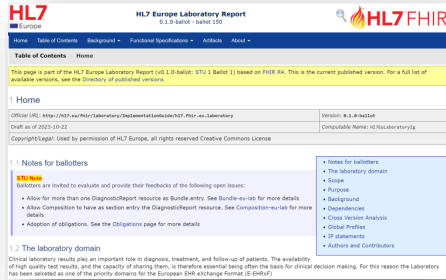 HL7
Europe
HL7 Europe Laboratory Report
0.1.0-ballot - ballot 150
HL7 FHIR
Home Table of Contents Background Functional Specifications Artifacts About
Table of Contents Home
This page is part of the HL7 Europe Laboratory Report (v0.1.0-ballot: STU 1 Ballot 1) based on FHIR R4. This is the current published version. For a full list of
available versions, see the Directory of published versions
1 Home
Official URL: http://hl7.eu/fhir/laboratory/ImplementationGuide/hl7.fhir.eu.laboratory Version: 0.1.0-ballot
Draft as of 2023-10-22 Computable Name: Hl7EuLaboratoryIg
Copyright/Legal: Used by permission of HL7 Europe, all rights reserved Creative Commons License
1.1 Notes for ballotters
STU Note
Ballotters are invited to evaluate and provide their feedbacks of the following open issues:
• Allow for more one DiagnosticReport resource as Bundle.entry. See Bundle-eu-lab for more
details
• Allow Composition to have as section entry the DiagnosticReport resource. See Composition-eu-lab for more
details
• Adoption of obligations. See the Obligations page for more details
• Notes for ballotters
• The laboratory domain
• Scope
• Purpose
• Background
• Dependencies
• Cross Version Analysis
• Global Profiles
• IP statements
• Authors and Contributors
1.2 The laboratory domain
Clinical laboratory results play an important role in diagnosis, treatment, and follow-up of patients. The availability
of high quality test results, and the capacity of sharing them, is therefore essential being often the basis for clinical decision making. For this reason the Laboratory
has been selected as one of the priority domains for the European EHR eXchange Format (E-EHRxF)